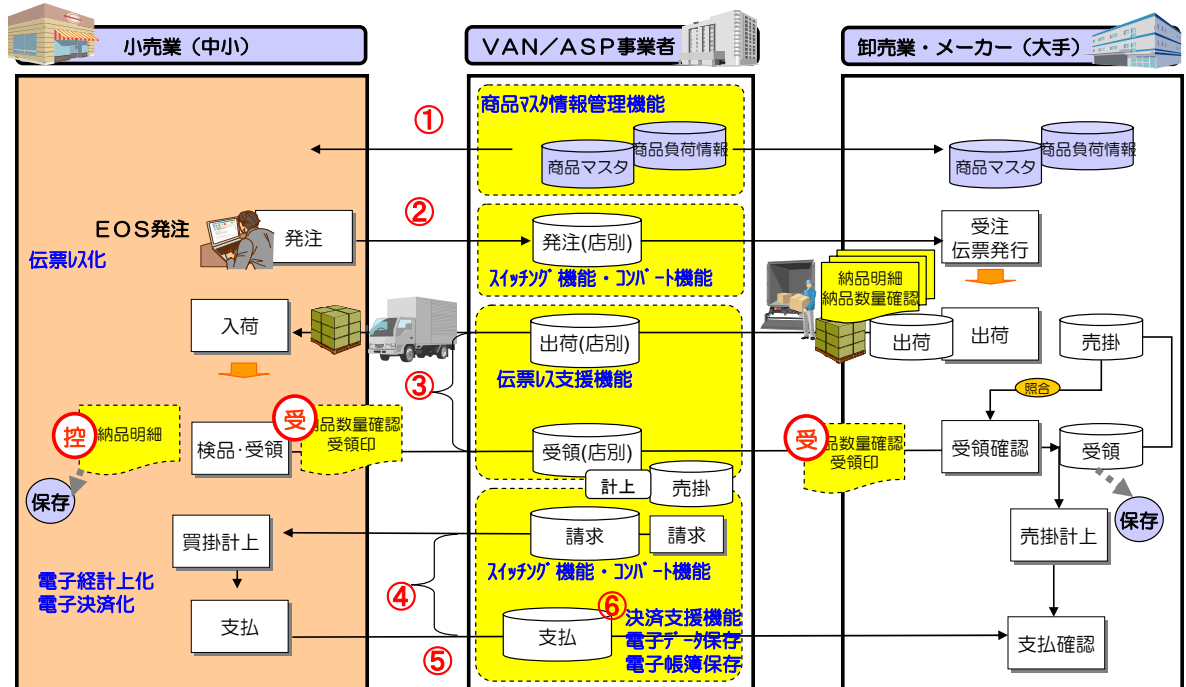 小売業（中小）
ＶＡＮ／ＡＳＰ事業者
卸売業・メーカー（大手）
①
商品ﾏｽﾀ情報管理機能
商品負荷情報
商品マスタ
商品負荷情報
商品マスタ
②
ＥＯＳ発注
伝票ﾚｽ化
発注
発注(店別)
ｽｲｯﾁﾝｸﾞ機能・ｺﾝﾊﾞｰﾄ機能
受注
伝票発行
納品明細
納品数量確認
入荷
出荷(店別)
伝票ﾚｽ支援機能
出荷
出荷
売掛
照合
③
控
納品明細
保存
検品･受領
受
品数量確認
受領印
受領(店別)
受
品数量確認
受領印
受領確認
受領
保存
計上
売掛
買掛計上
請求
請求
ｽｲｯﾁﾝｸﾞ機能・ｺﾝﾊﾞｰﾄ機能
売掛計上
電子経計上化
電子決済化
④
支払
⑤
支払
⑥
決済支援機能
電子ﾃﾞｰﾀ保存
電子帳簿保存
支払確認